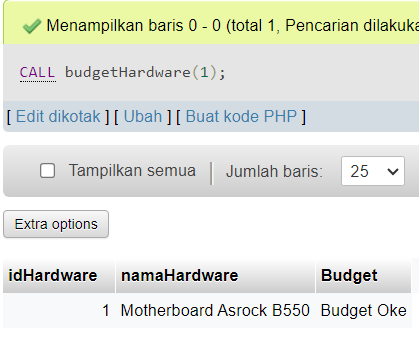 Menampilkan baris 0 - 0 (total 1, Pencarian dilakuka
CALL budgetHardware(1);
[ Edit dikotak ] [ Ubah ] [ Buat kode PHP ]
Tampilkan semua Jumlah baris: 25
Extra options
idHardware namaHardware Budget
1 Motherboard Asrock B550 Budget Oke